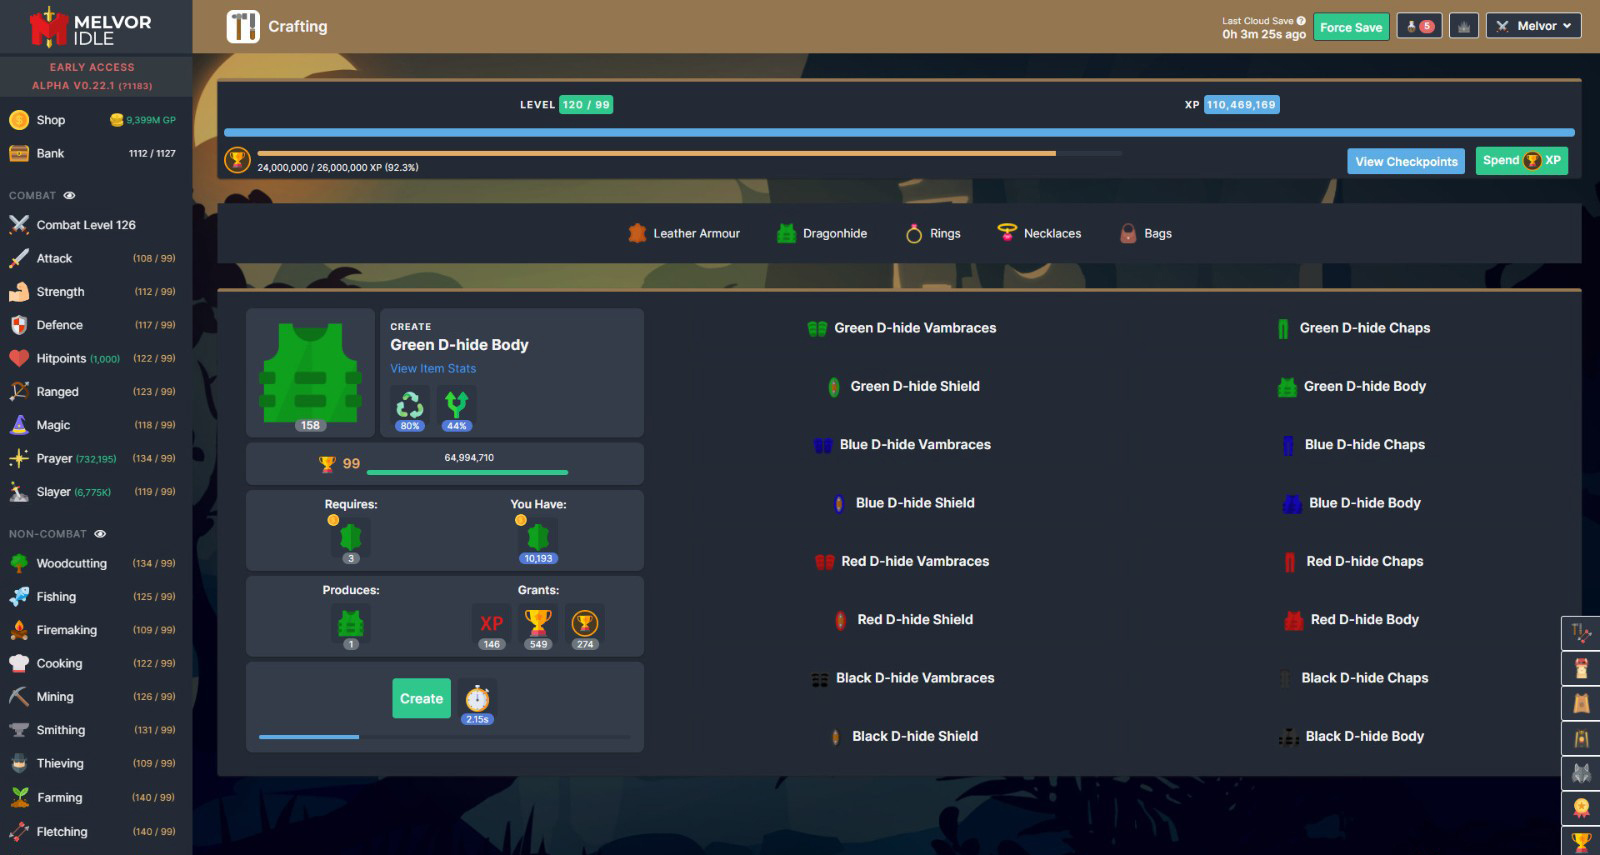 MELVOR
IDLE
EARLY ACCESS
ALPHA V0.22.1 (?1183)
Shop 9,399M GP
Bank 1112 / 1127
COMBAT
Combat Level 126
Attack (108 / 99)
Strength (112 / 99)
Defence (117 / 99)
Hitpoints (1,000) (122 / 99)
Ranged (123 / 99)
Magic (118 / 99)
Prayer (732,195) (134 / 99)
Slayer (6,775K) (119 / 99)
NON-COMBAT
Woodcutting (134 / 99)
Fishing (125 / 99)
Firemaking (109 / 99)
Cooking (122 / 99)
Mining (126 / 99)
Smithing (131 / 99)
Thieving (109 / 99)
Farming (140 / 99)
Fletching (140 / 99)
Crafting
Last Cloud Save ?
0h 3m 25s ago
Force Save
5
Melvor
LEVEL 120 / 99
XP 110,469,169
24,000,000 / 26,000,000 XP (92.3%)
View Checkpoints
Spend XP
Leather Armour
Dragonhide
Rings
Necklaces
Bags
158
CREATE
Green D-hide Body
View Item Stats
80%
44%
99
64,994,710
Requires:
3
You Have:
10,193
Produces:
1
Grants:
XP
146
549
274
Create
2.15s
Green D-hide Vambraces
Green D-hide Chaps
Green D-hide Shield
Green D-hide Body
Blue D-hide Vambraces
Blue D-hide Chaps
Blue D-hide Shield
Blue D-hide Body
Red D-hide Vambraces
Red D-hide Chaps
Red D-hide Shield
Red D-hide Body
Black D-hide Vambraces
Black D-hide Chaps
Black D-hide Shield
Black D-hide Body